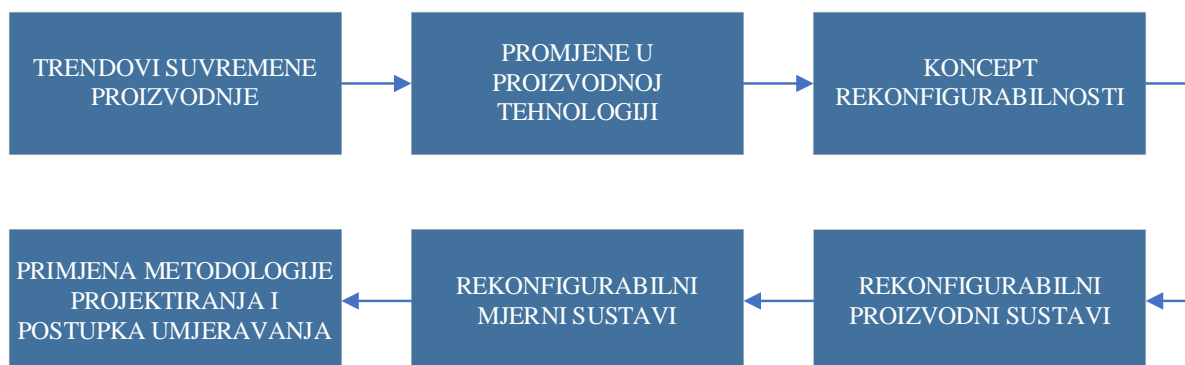 TRENDOVI SUVREMENE
PROIZVODNJE
PROMJENE U
PROIZVODNOJ
TEHNOLOGIJI
KONCEPT
REKONFIGURABILNOSTI
REKONFIGURABILNI
PROIZVODNI SUSTAVI
REKONFIGURABILNI
MJERNI SUSTAVI
PRIMJENA METODOLOGIJE
PROJEKTIRANJA I
POSTUPKA UMJERAVANJA